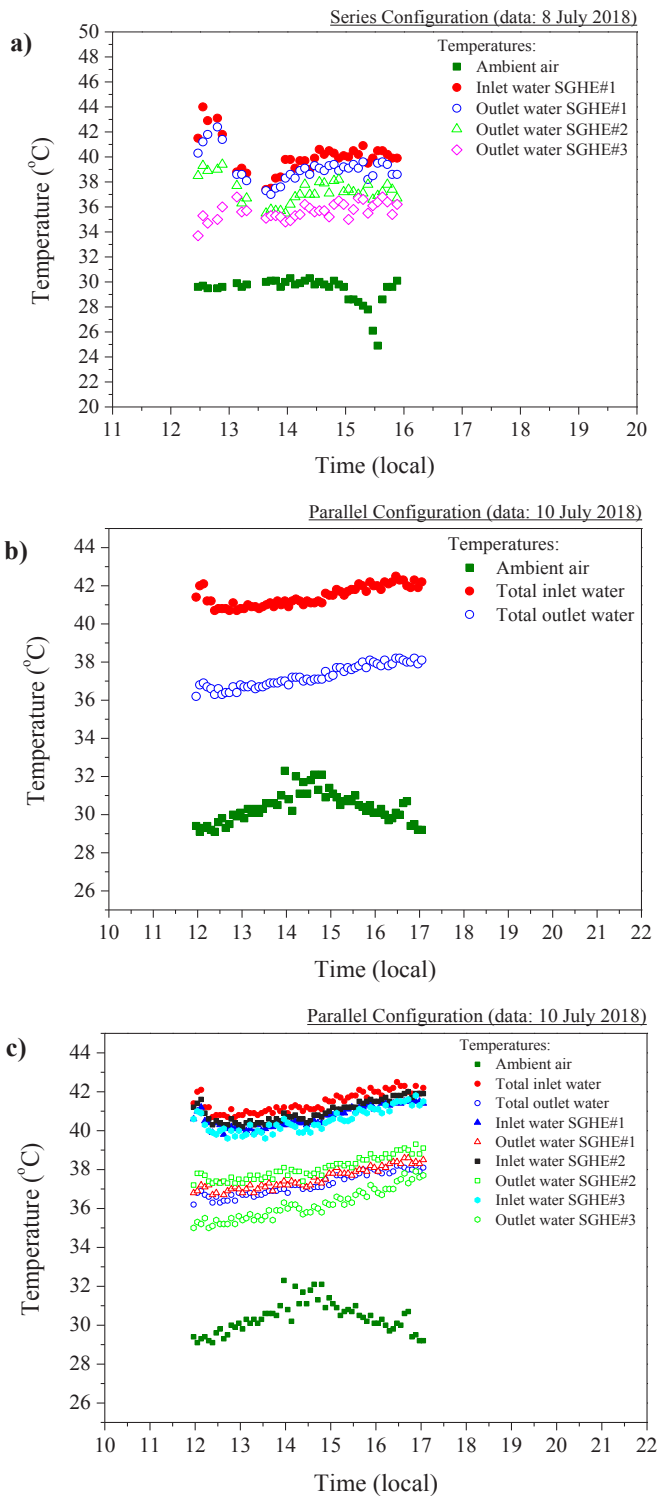 Series Configuration (data: 8 July 2018)
a)
Temperatures:
Ambient air
Inlet water SGHE#1
Outlet water SGHE#1
Outlet water SGHE#2
Outlet water SGHE#3
Temperature (°C)
50
48
46
44
42
40
38
36
34
32
30
28
26
24
22
20
11 12 13 14 15 16 17 18 19 20
Time (local)
Parallel Configuration (data: 10 July 2018)
b)
Temperatures:
Ambient air
Total inlet water
Total outlet water
Temperature (°C)
44
42
40
38
36
34
32
30
28
26
10 11 12 13 14 15 16 17 18 19 20 21 22
Time (local)
Parallel Configuration (data: 10 July 2018)
c)
Temperatures:
Ambient air
Total inlet water
Total outlet water
Inlet water SGHE#1
Outlet water SGHE#1
Inlet water SGHE#2
Outlet water SGHE#2
Inlet water SGHE#3
Outlet water SGHE#3
Temperature (°C)
44
42
40
38
36
34
32
30
28
26
10 11 12 13 14 15 16 17 18 19 20 21 22
Time (local)